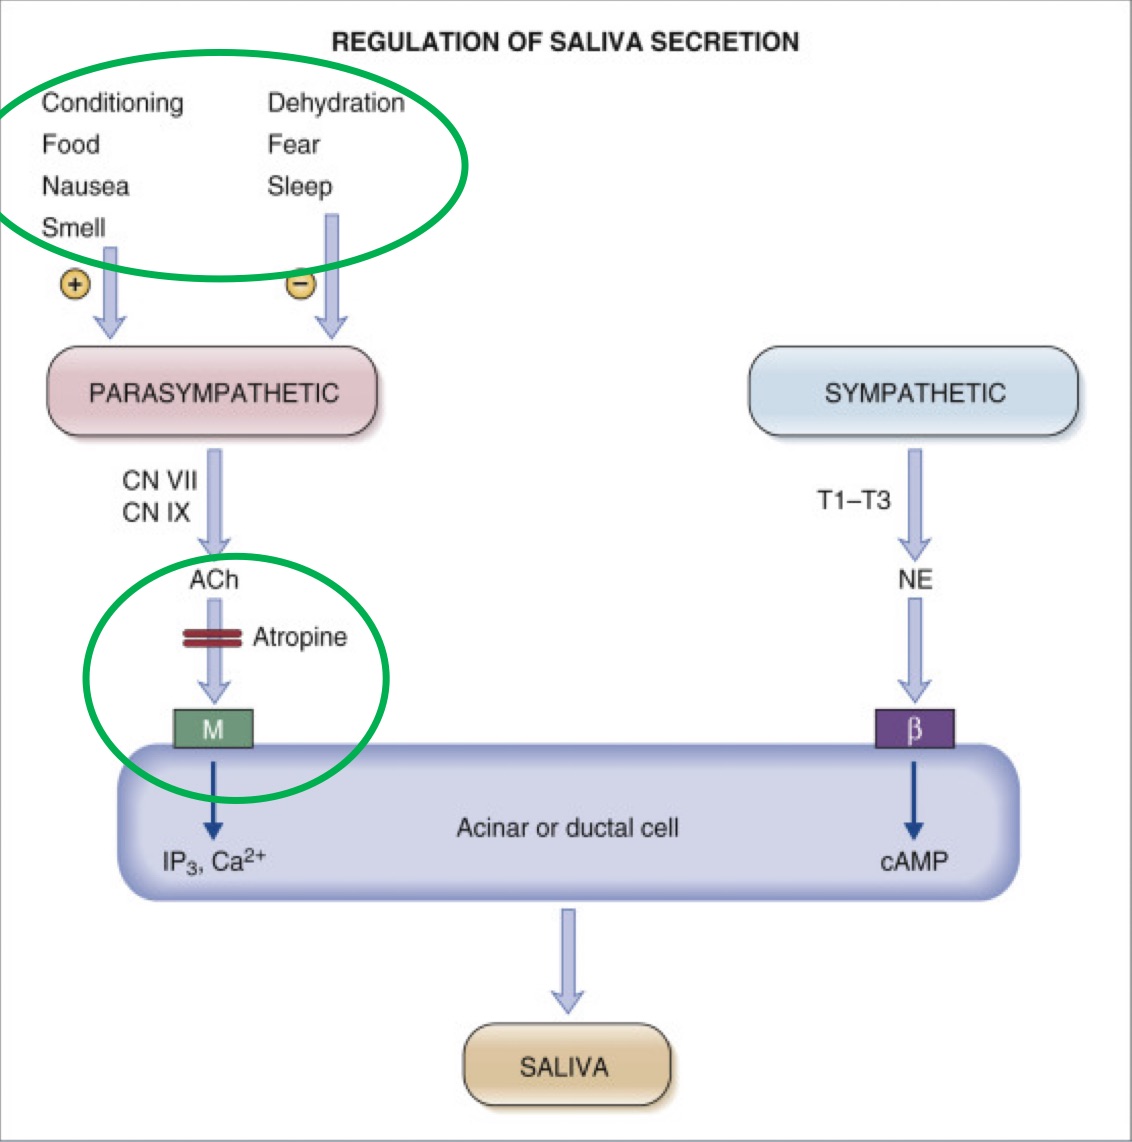 REGULATION OF SALIVA SECRETION
Conditioning
Food
Nausea
Smell
Dehydration
Fear
Sleep
+
−
PARASYMPATHETIC
SYMPATHETIC
CN VII
CN IX
T1–T3
ACh
NE
Atropine
M
β
Acinar or ductal cell
IP₃, Ca²⁺
cAMP
SALIVA